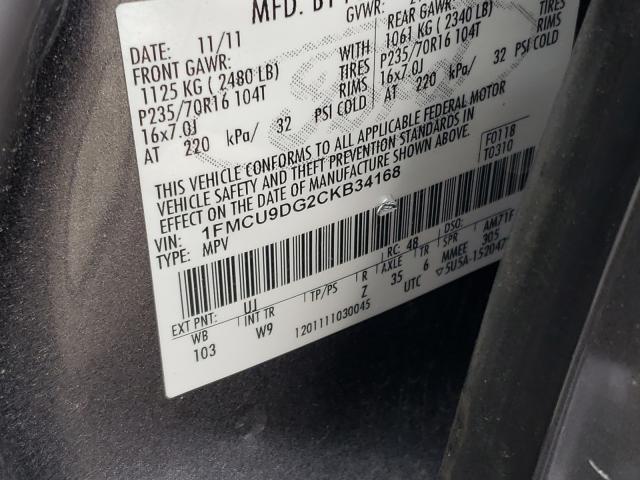 MFD. BY
GVWR:
DATE: 11/11
FRONT GAWR:
REAR GAWR:
1125 KG ( 2480 LB)
WITH
1061 KG ( 2340 LB)
WITH
P235/70R16 104T
TIRES
P235/70R16 104T
TIRES
16x7.0J
RIMS
16x7.0J
RIMS
AT 220 kPa/ 32 PSI COLD
AT 220 kPa/ 32 PSI COLD
THIS VEHICLE CONFORMS TO ALL APPLICABLE FEDERAL MOTOR
VEHICLE SAFETY AND THEFT PREVENTION STANDARDS IN
EFFECT ON THE DATE OF MANUFACTURE SHOWN ABOVE.
F0118
T0310
VIN: 1FMCU9DG2CKB34168
TYPE: MPV
EXT PNT: UJ
RC: 48
DSO:
WB
INT TR
TP/PS
R
AXLE
TR
SPR
AM71F
103
W9
Z
35
6
MMEE 305
1201111030045
UTC
5U5A-152047